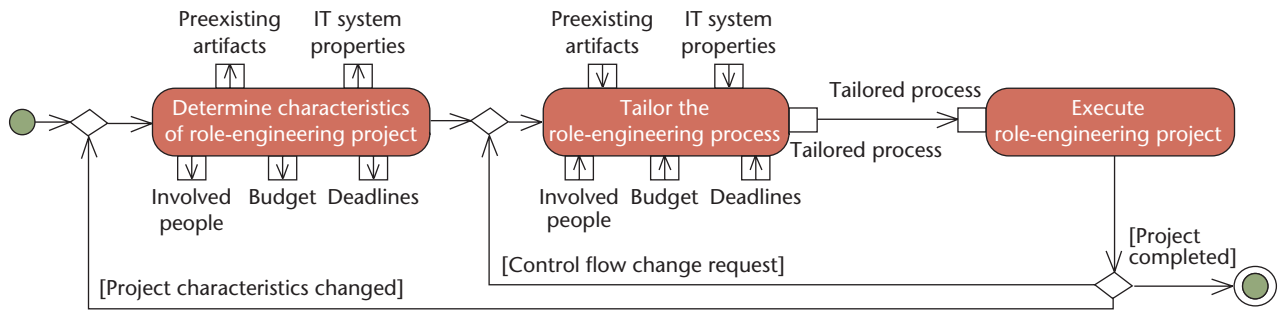 Preexisting
artifacts
IT system
properties
Preexisting
artifacts
IT system
properties
Determine characteristics
of role-engineering project
Tailor the
role-engineering process
Tailored process
Tailored process
Execute
role-engineering project
Involved
people
Budget
Deadlines
Involved
people
Budget
Deadlines
[Project
completed]
[Control flow change request]
[Project characteristics changed]